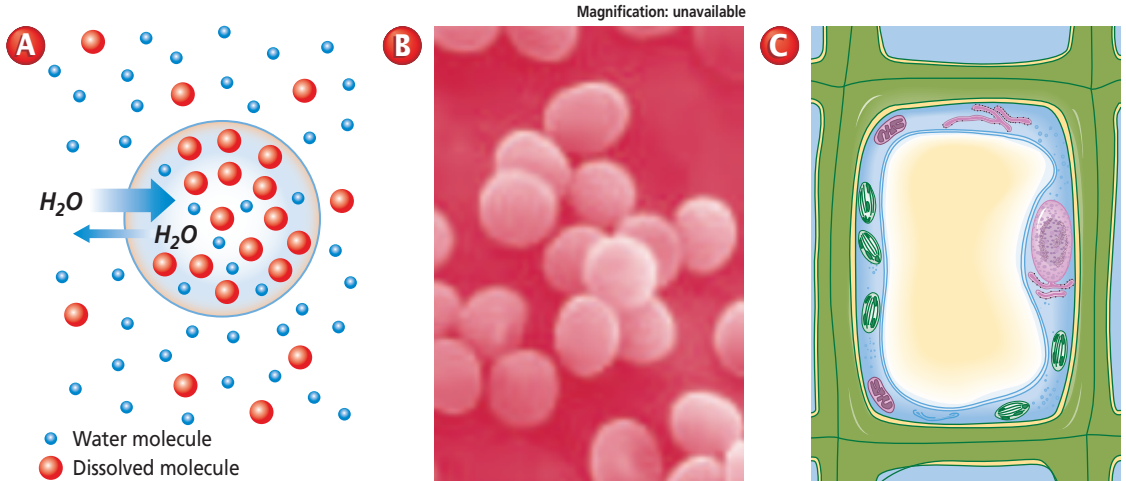 Magnification: unavailable
A
B
C
H₂O
H₂O
Water molecule
Dissolved molecule